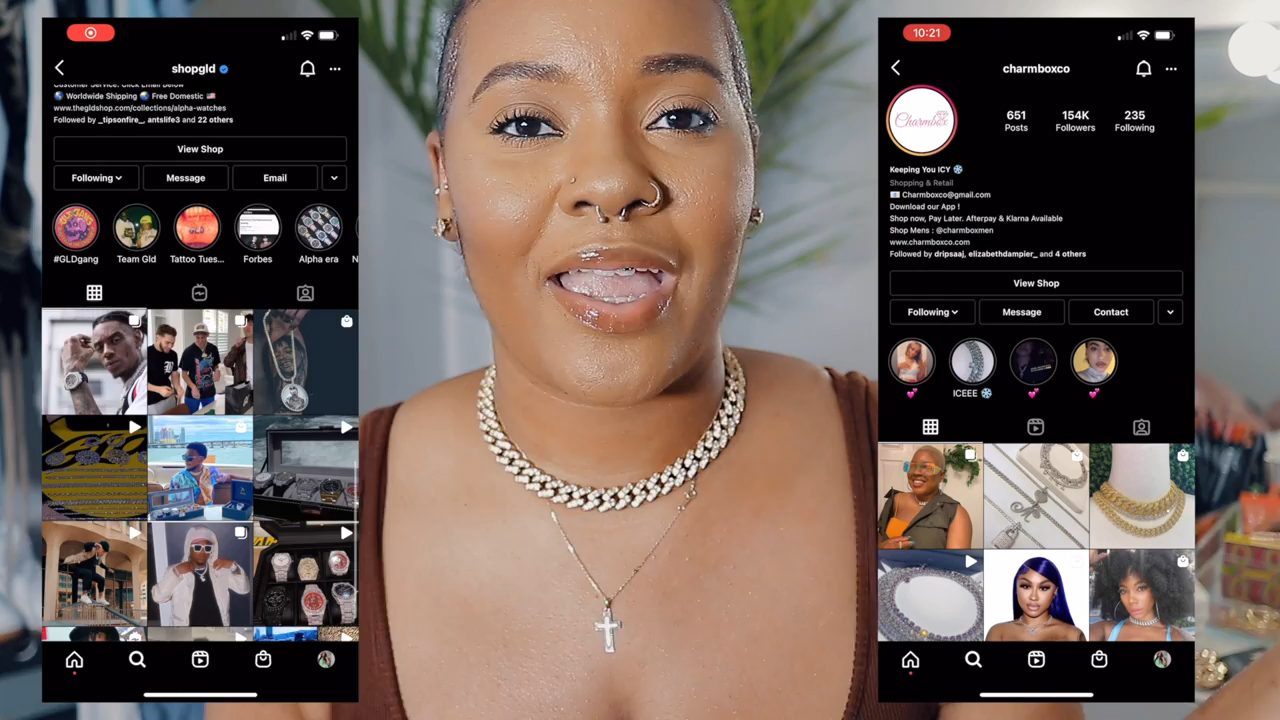 shopgld
Customer Service: Click Email Below
🌎 Worldwide Shipping 🌎 Free Domestic 🇺🇸
www.thegldshop.com/collections/alpha-watches
Followed by _tipsonfire_, antslife3 and 22 others
View Shop
Following
Message
Email
#GLDgang
Team Gld
Tattoo Tues...
Forbes
Alpha era
N
10:21
charmboxco
Charmbox
651
Posts
154K
Followers
235
Following
Keeping You ICY ❄️
Shopping & Retail
📧 Charmboxco@gmail.com
Download our App !
Shop now, Pay Later. Afterpay & Klarna Available
Shop Mens : @charmboxmen
www.charmboxco.com
Followed by dripsaaj, elizabethdampier_ and 4 others
View Shop
Following
Message
Contact
💕
ICEEE ❄️
💕
💕